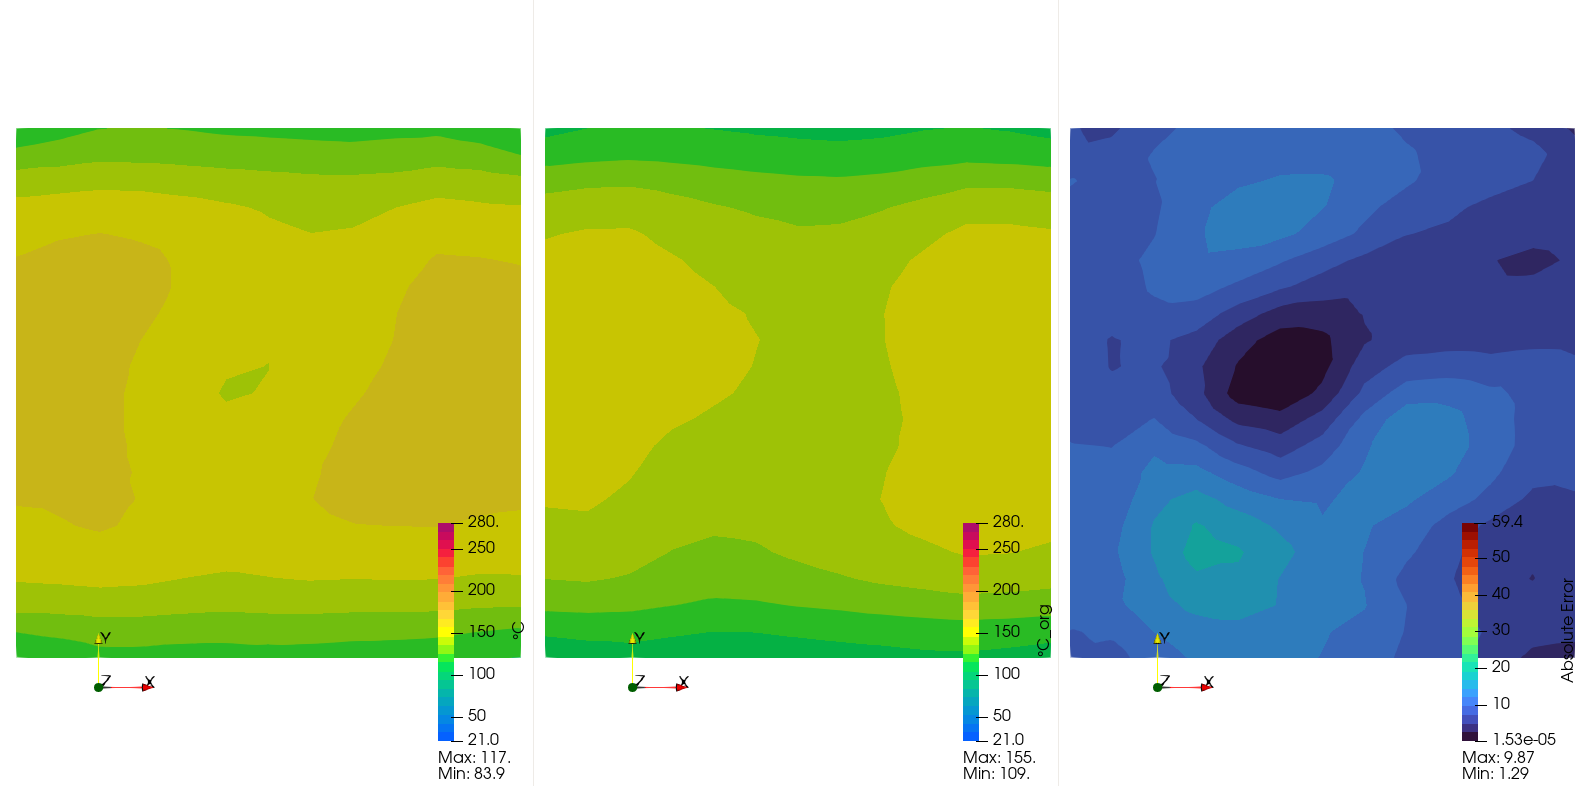 280.
250
200
150
100
50
21.0
°C
Max: 117.
Min: 83.9
Y
Z
X
280.
250
200
150
100
50
21.0
°C_org
Max: 155.
Min: 109.
Y
Z
X
59.4
50
40
30
20
10
1.53e-05
Absolute Error
Max: 9.87
Min: 1.29
Y
Z
X